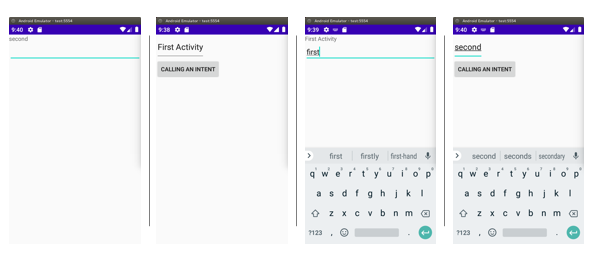 Android Emulator - test:5554
9:40
second
Android Emulator - test:5554
9:38
First Activity
CALLING AN INTENT
Android Emulator - test:5554
9:39
First Activity
first
first firstly first-hand
q w e r t y u i o p
a s d f g h j k l
z x c v b n m
?123 , .
Android Emulator - test:5554
9:40
second
CALLING AN INTENT
second seconds secondary
q w e r t y u i o p
a s d f g h j k l
z x c v b n m
?123 , .